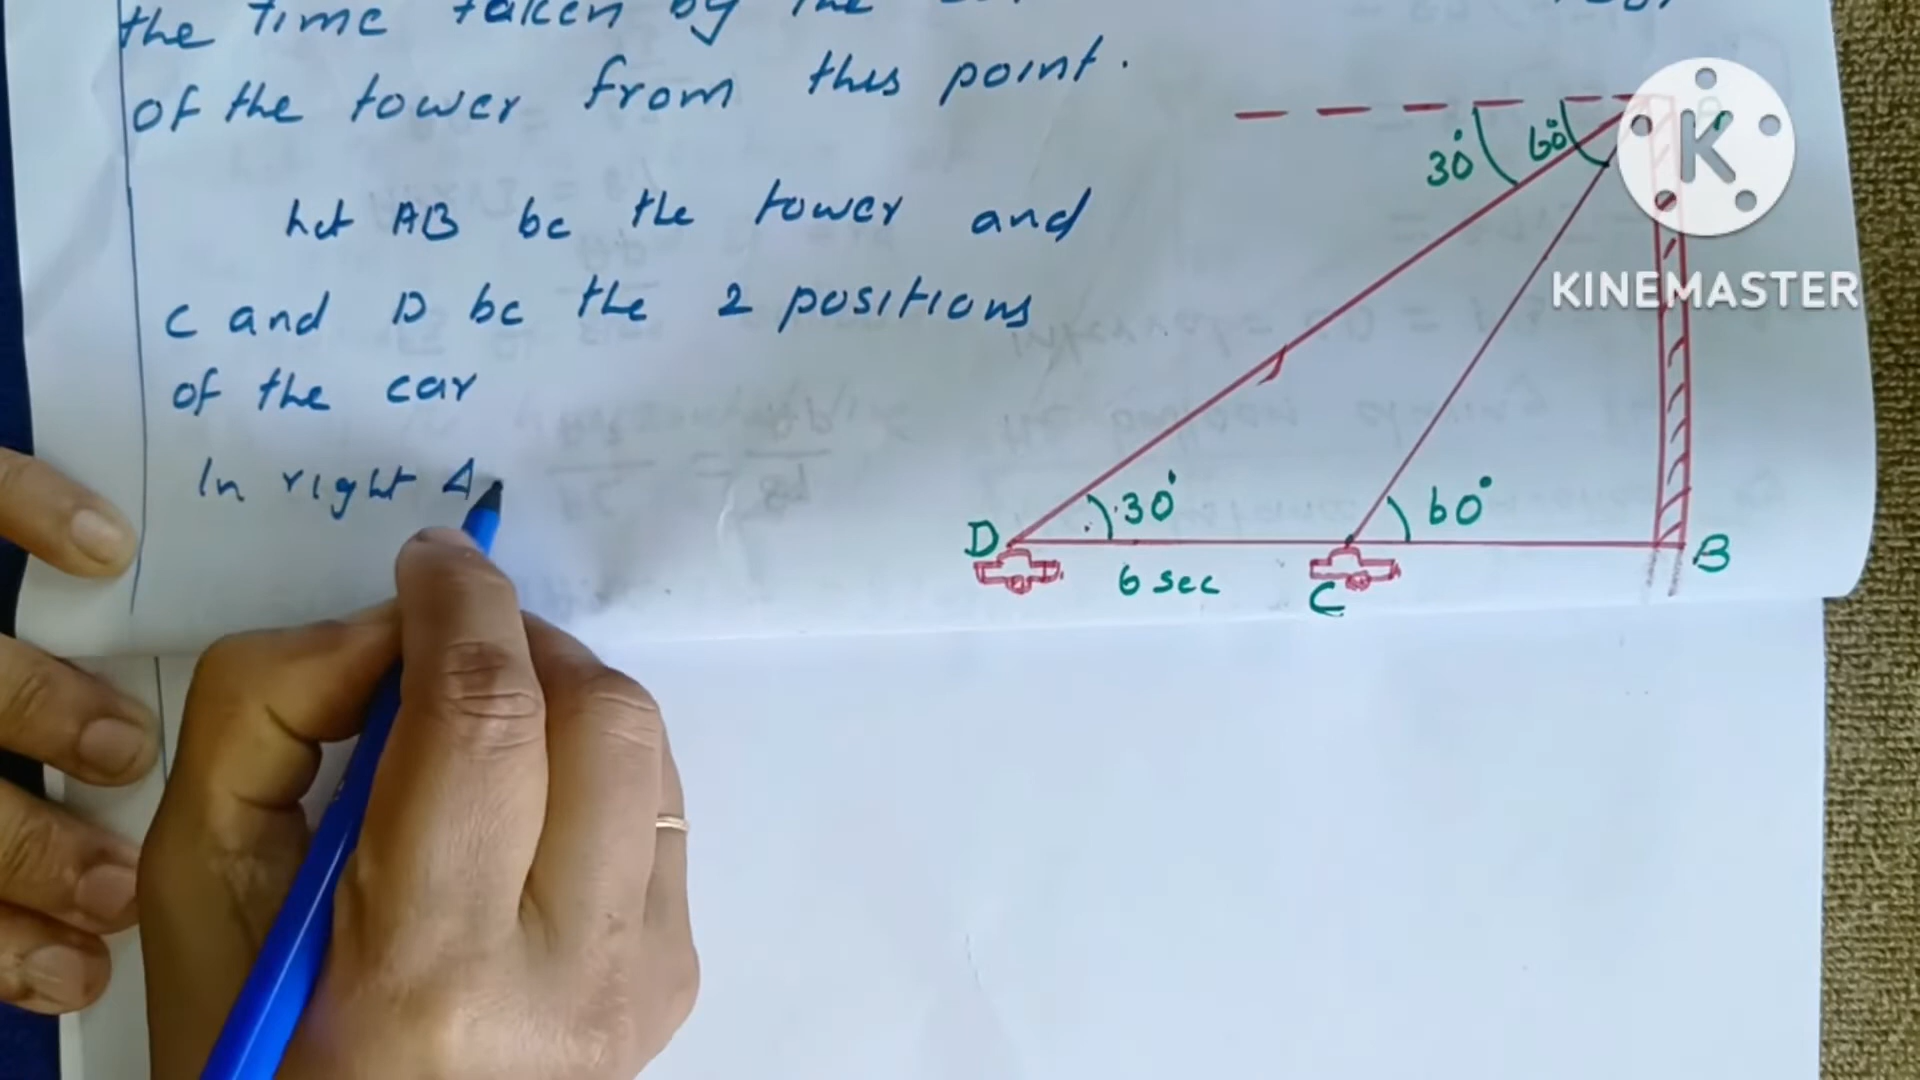 the time taken by the
of the tower from this point.
Let AB be the tower and
C and D be the 2 positions
of the car
In right Δ
30° 60°
K
KINEMASTER
D 30° 60° B
6 sec C